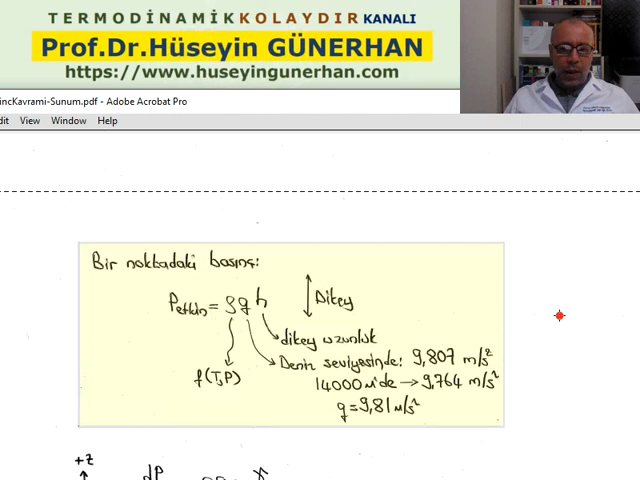 TERMODİNAMİKKOLAYDIR KANALI
Prof.Dr.Hüseyin GÜNERHAN
https://www.huseyingunerhan.com
incKavrami-Sunum.pdf - Adobe Acrobat Pro
dit View Window Help
Bir noktadaki basınç:
Petkin = ρgh
Dikey
dikey uzunluk
Deniz seviyesinde: 9,807 m/s²
f(T,P)
14000 m'de → 9,764 m/s²
g=9,81 m/s²
+z
dP